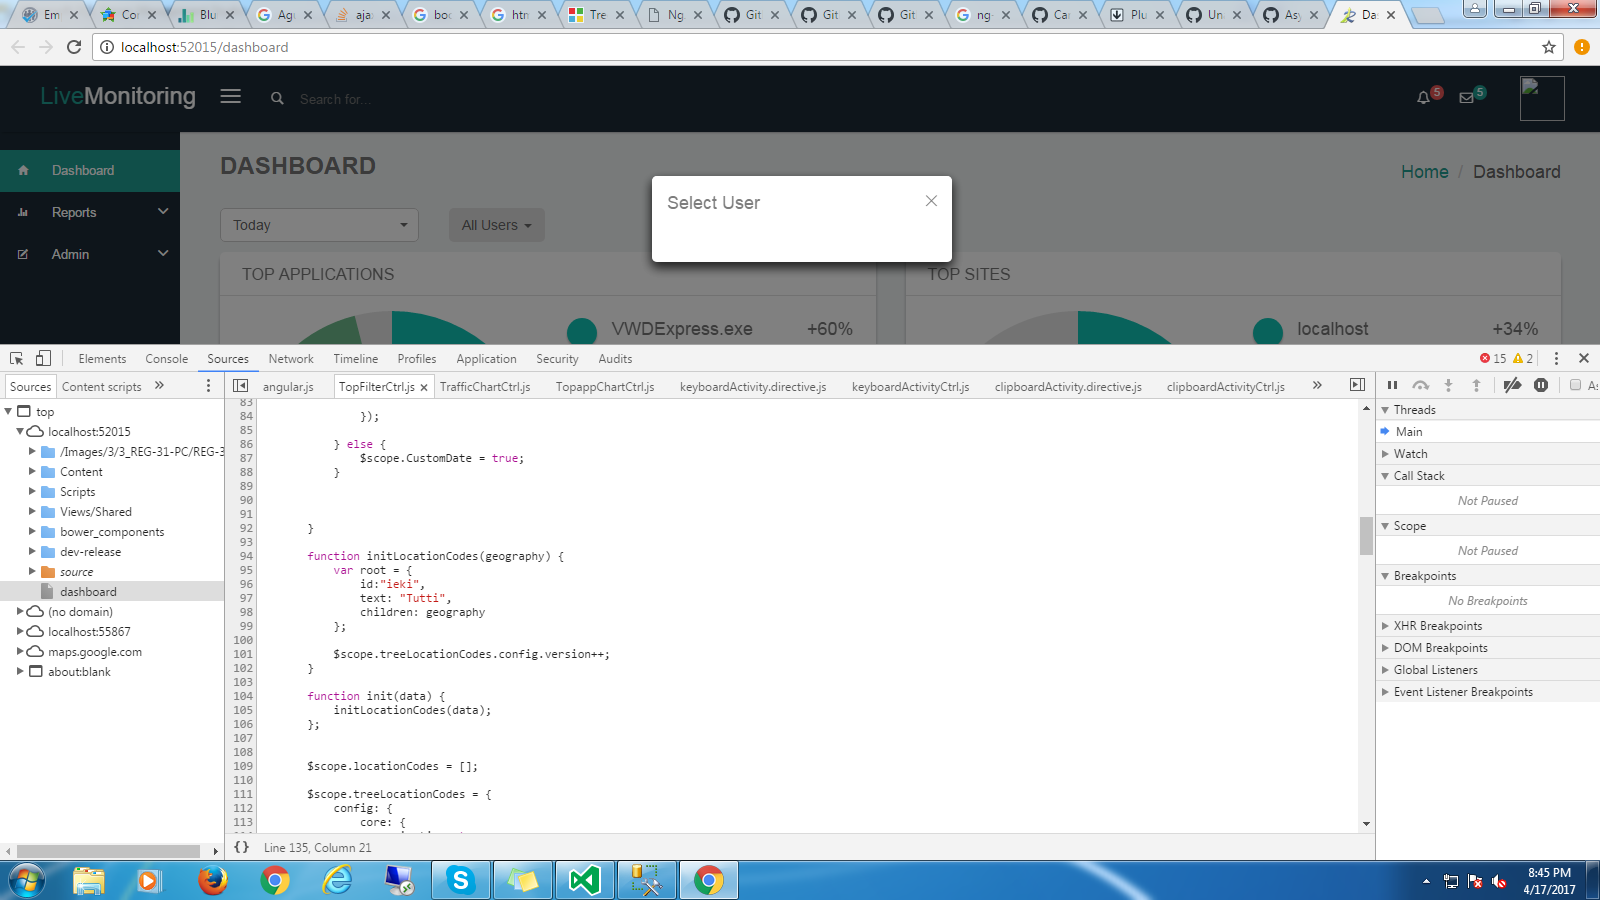 Em
Co
Blu
Agu
aja
boo
htn
Tre
Ng
Git
Git
Git
ng-
Ca
Plu
Un
Asy
Da
localhost:52015/dashboard
LiveMonitoring
Search for...
5
5
Dashboard
Reports
Admin
DASHBOARD
Home / Dashboard
Today
All Users
Select User
TOP APPLICATIONS
VWDExpress.exe +60%
TOP SITES
localhost +34%
Elements Console Sources Network Timeline Profiles Application Security Audits
15 2
Sources Content scripts »
angular.js TopFilterCtrl.js TrafficChartCtrl.js TopappChartCtrl.js keyboardActivity.directive.js keyboardActivityCtrl.js clipboardActivity.directive.js clipboardActivityCtrl.js »
As
top
localhost:52015
/Images/3/3_REG-31-PC/REG-3
Content
Scripts
Views/Shared
bower_components
dev-release
source
dashboard
(no domain)
localhost:55867
maps.google.com
about:blank
83
84 });
85
86 } else {
87 $scope.CustomDate = true;
88 }
89
90
91
92 }
93
94 function initLocationCodes(geography) {
95 var root = {
96 id:"ieki",
97 text: "Tutti",
98 children: geography
99 };
100
101 $scope.treeLocationCodes.config.version++;
102 }
103
104 function init(data) {
105 initLocationCodes(data);
106 };
107
108
109 $scope.locationCodes = [];
110
111 $scope.treeLocationCodes = {
112 config: {
113 core: {
{} Line 135, Column 21
Threads
Main
Watch
Call Stack
Not Paused
Scope
Not Paused
Breakpoints
No Breakpoints
XHR Breakpoints
DOM Breakpoints
Global Listeners
Event Listener Breakpoints
8:45 PM
4/17/2017